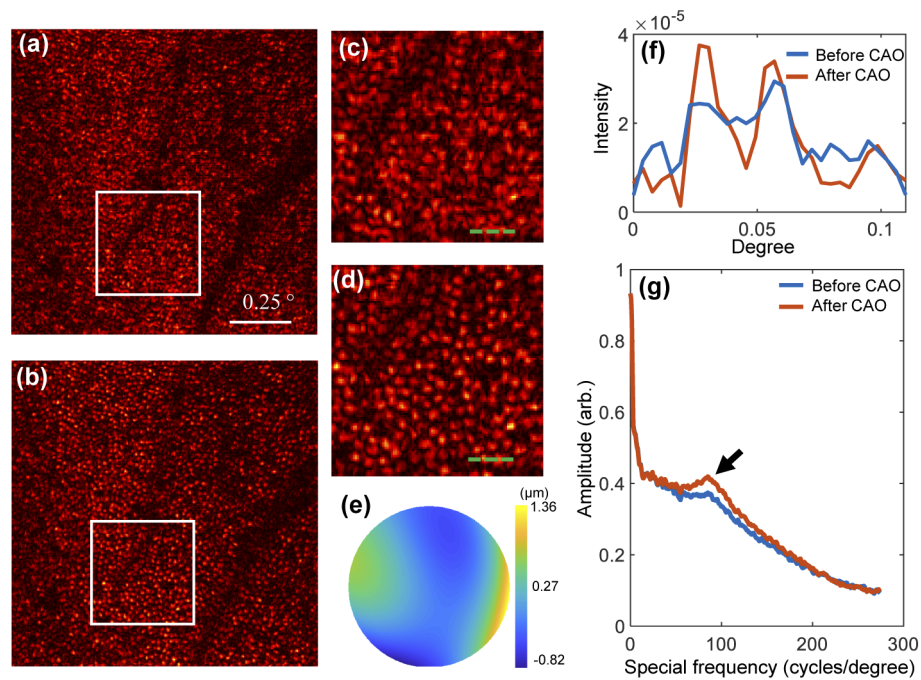 (a)
0.25 °
(b)
(c)
(d)
(e)
(μm)
1.36
0.27
-0.82
×10⁻⁵
(f)
Before CAO
After CAO
4
2
0
Intensity
0
0.05
0.1
Degree
(g)
Before CAO
After CAO
1
0.8
0.6
0.4
0.2
0
Amplitude (arb.)
0
100
200
300
Special frequency (cycles/degree)